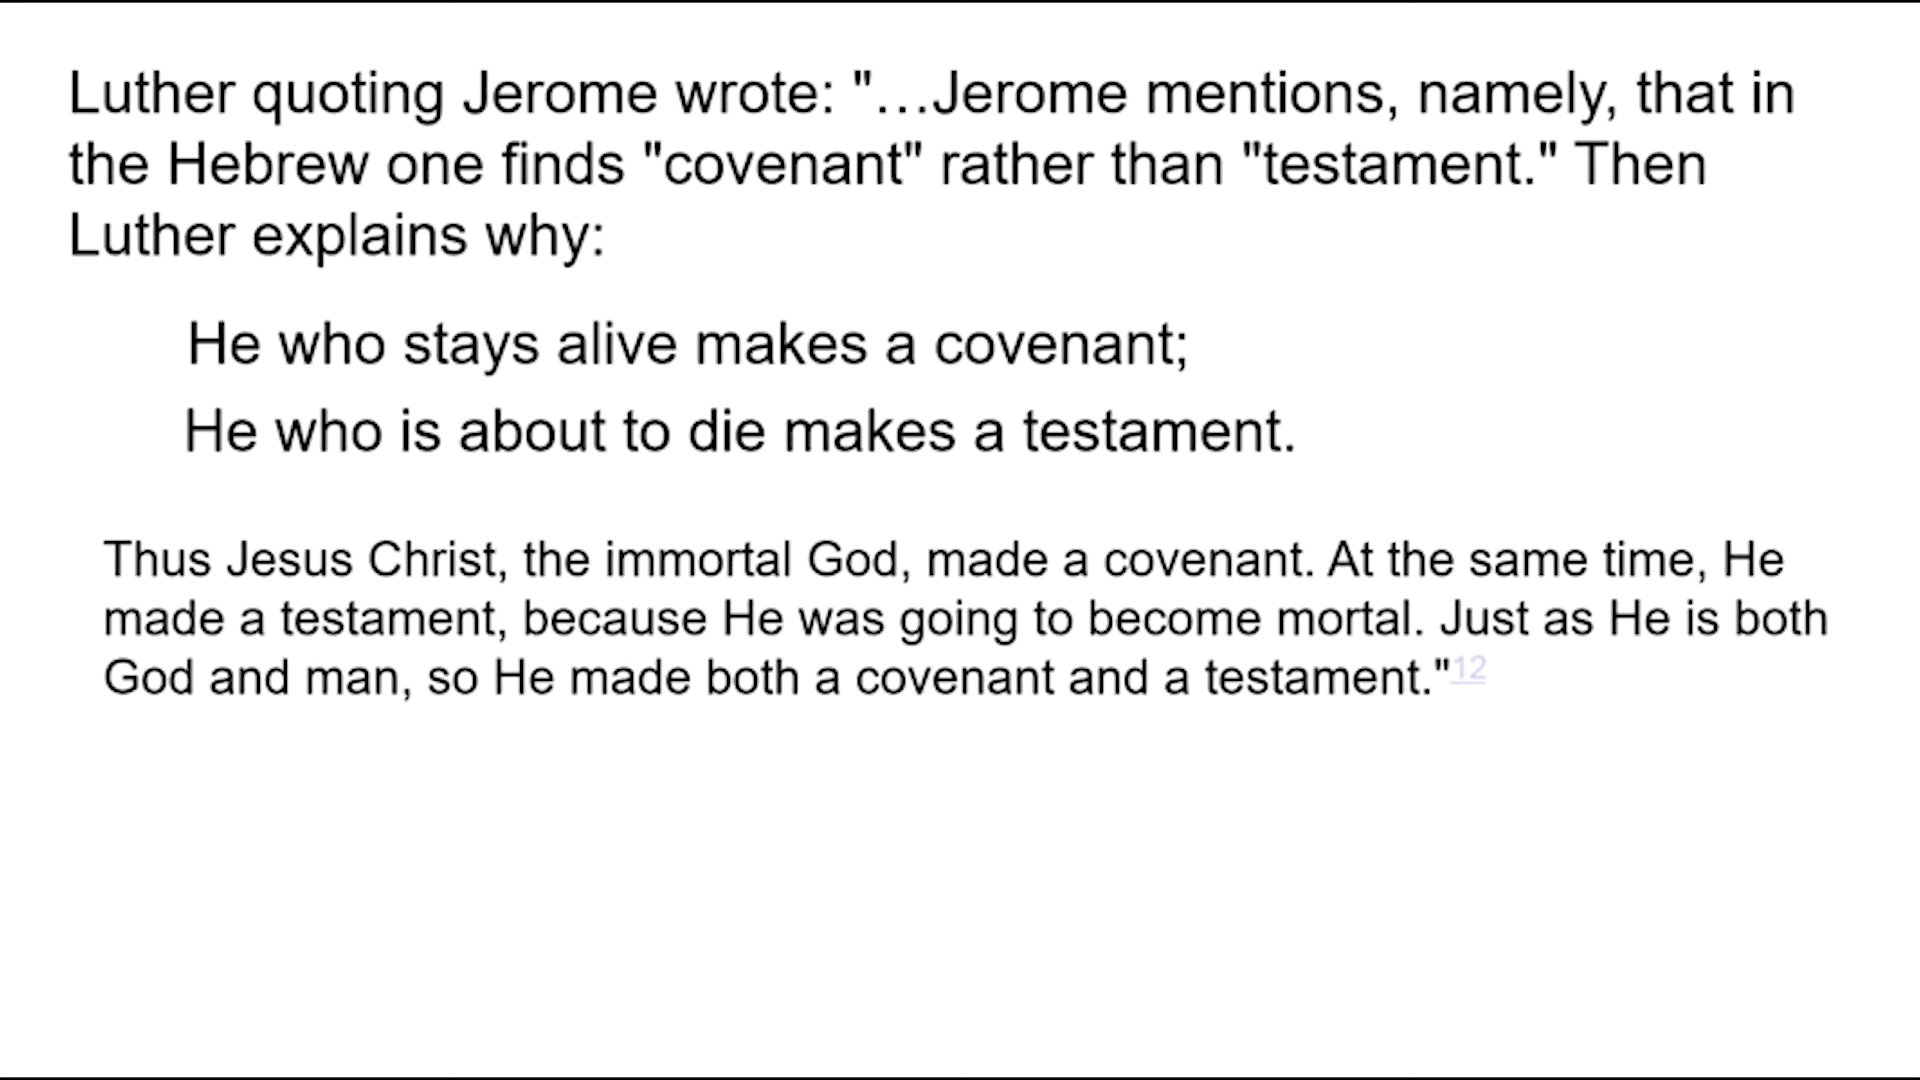 Luther quoting Jerome wrote: "…Jerome mentions, namely, that in
the Hebrew one finds "covenant" rather than "testament." Then
Luther explains why:
He who stays alive makes a covenant;
He who is about to die makes a testament.
Thus Jesus Christ, the immortal God, made a covenant. At the same time, He
made a testament, because He was going to become mortal. Just as He is both
God and man, so He made both a covenant and a testament."12